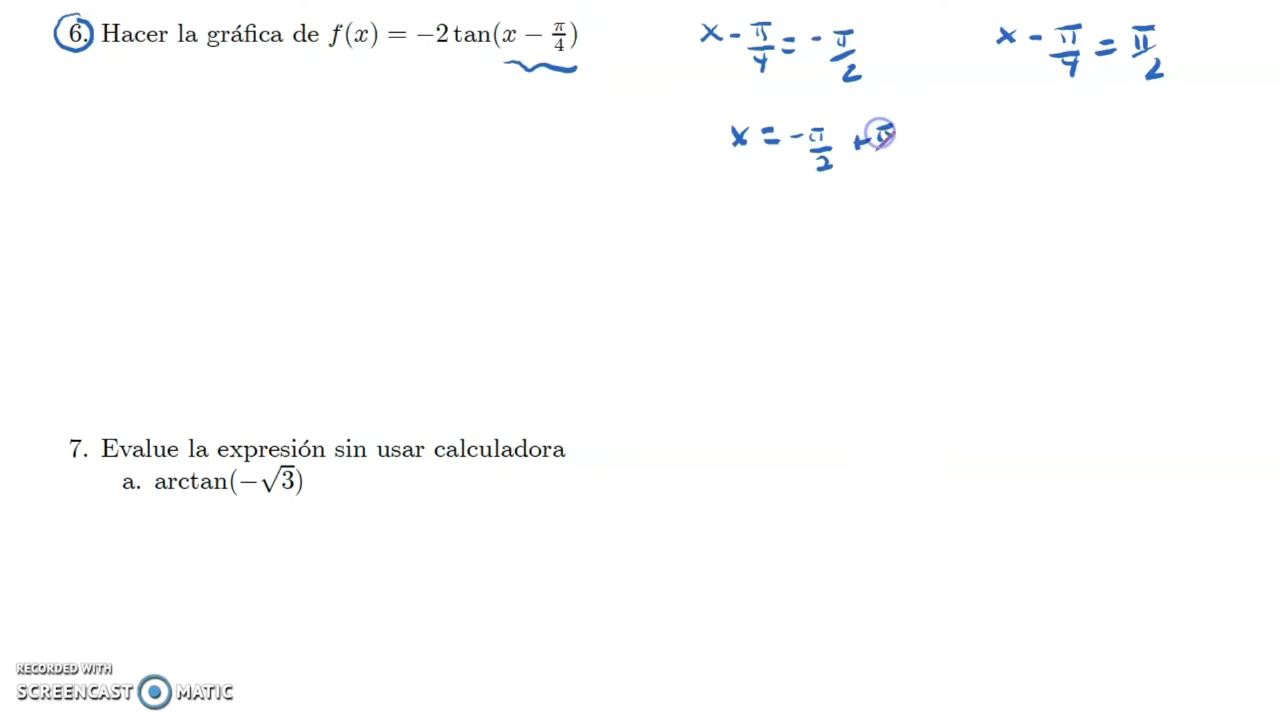 6. Hacer la gráfica de f(x) = −2 tan(x − π/4)
x - π/4 = - π/2
x - π/4 = π/2
x = - π/2 + π
7. Evalue la expresión sin usar calculadora
a. arctan(−√3)
RECORDED WITH
SCREENCAST MATIC